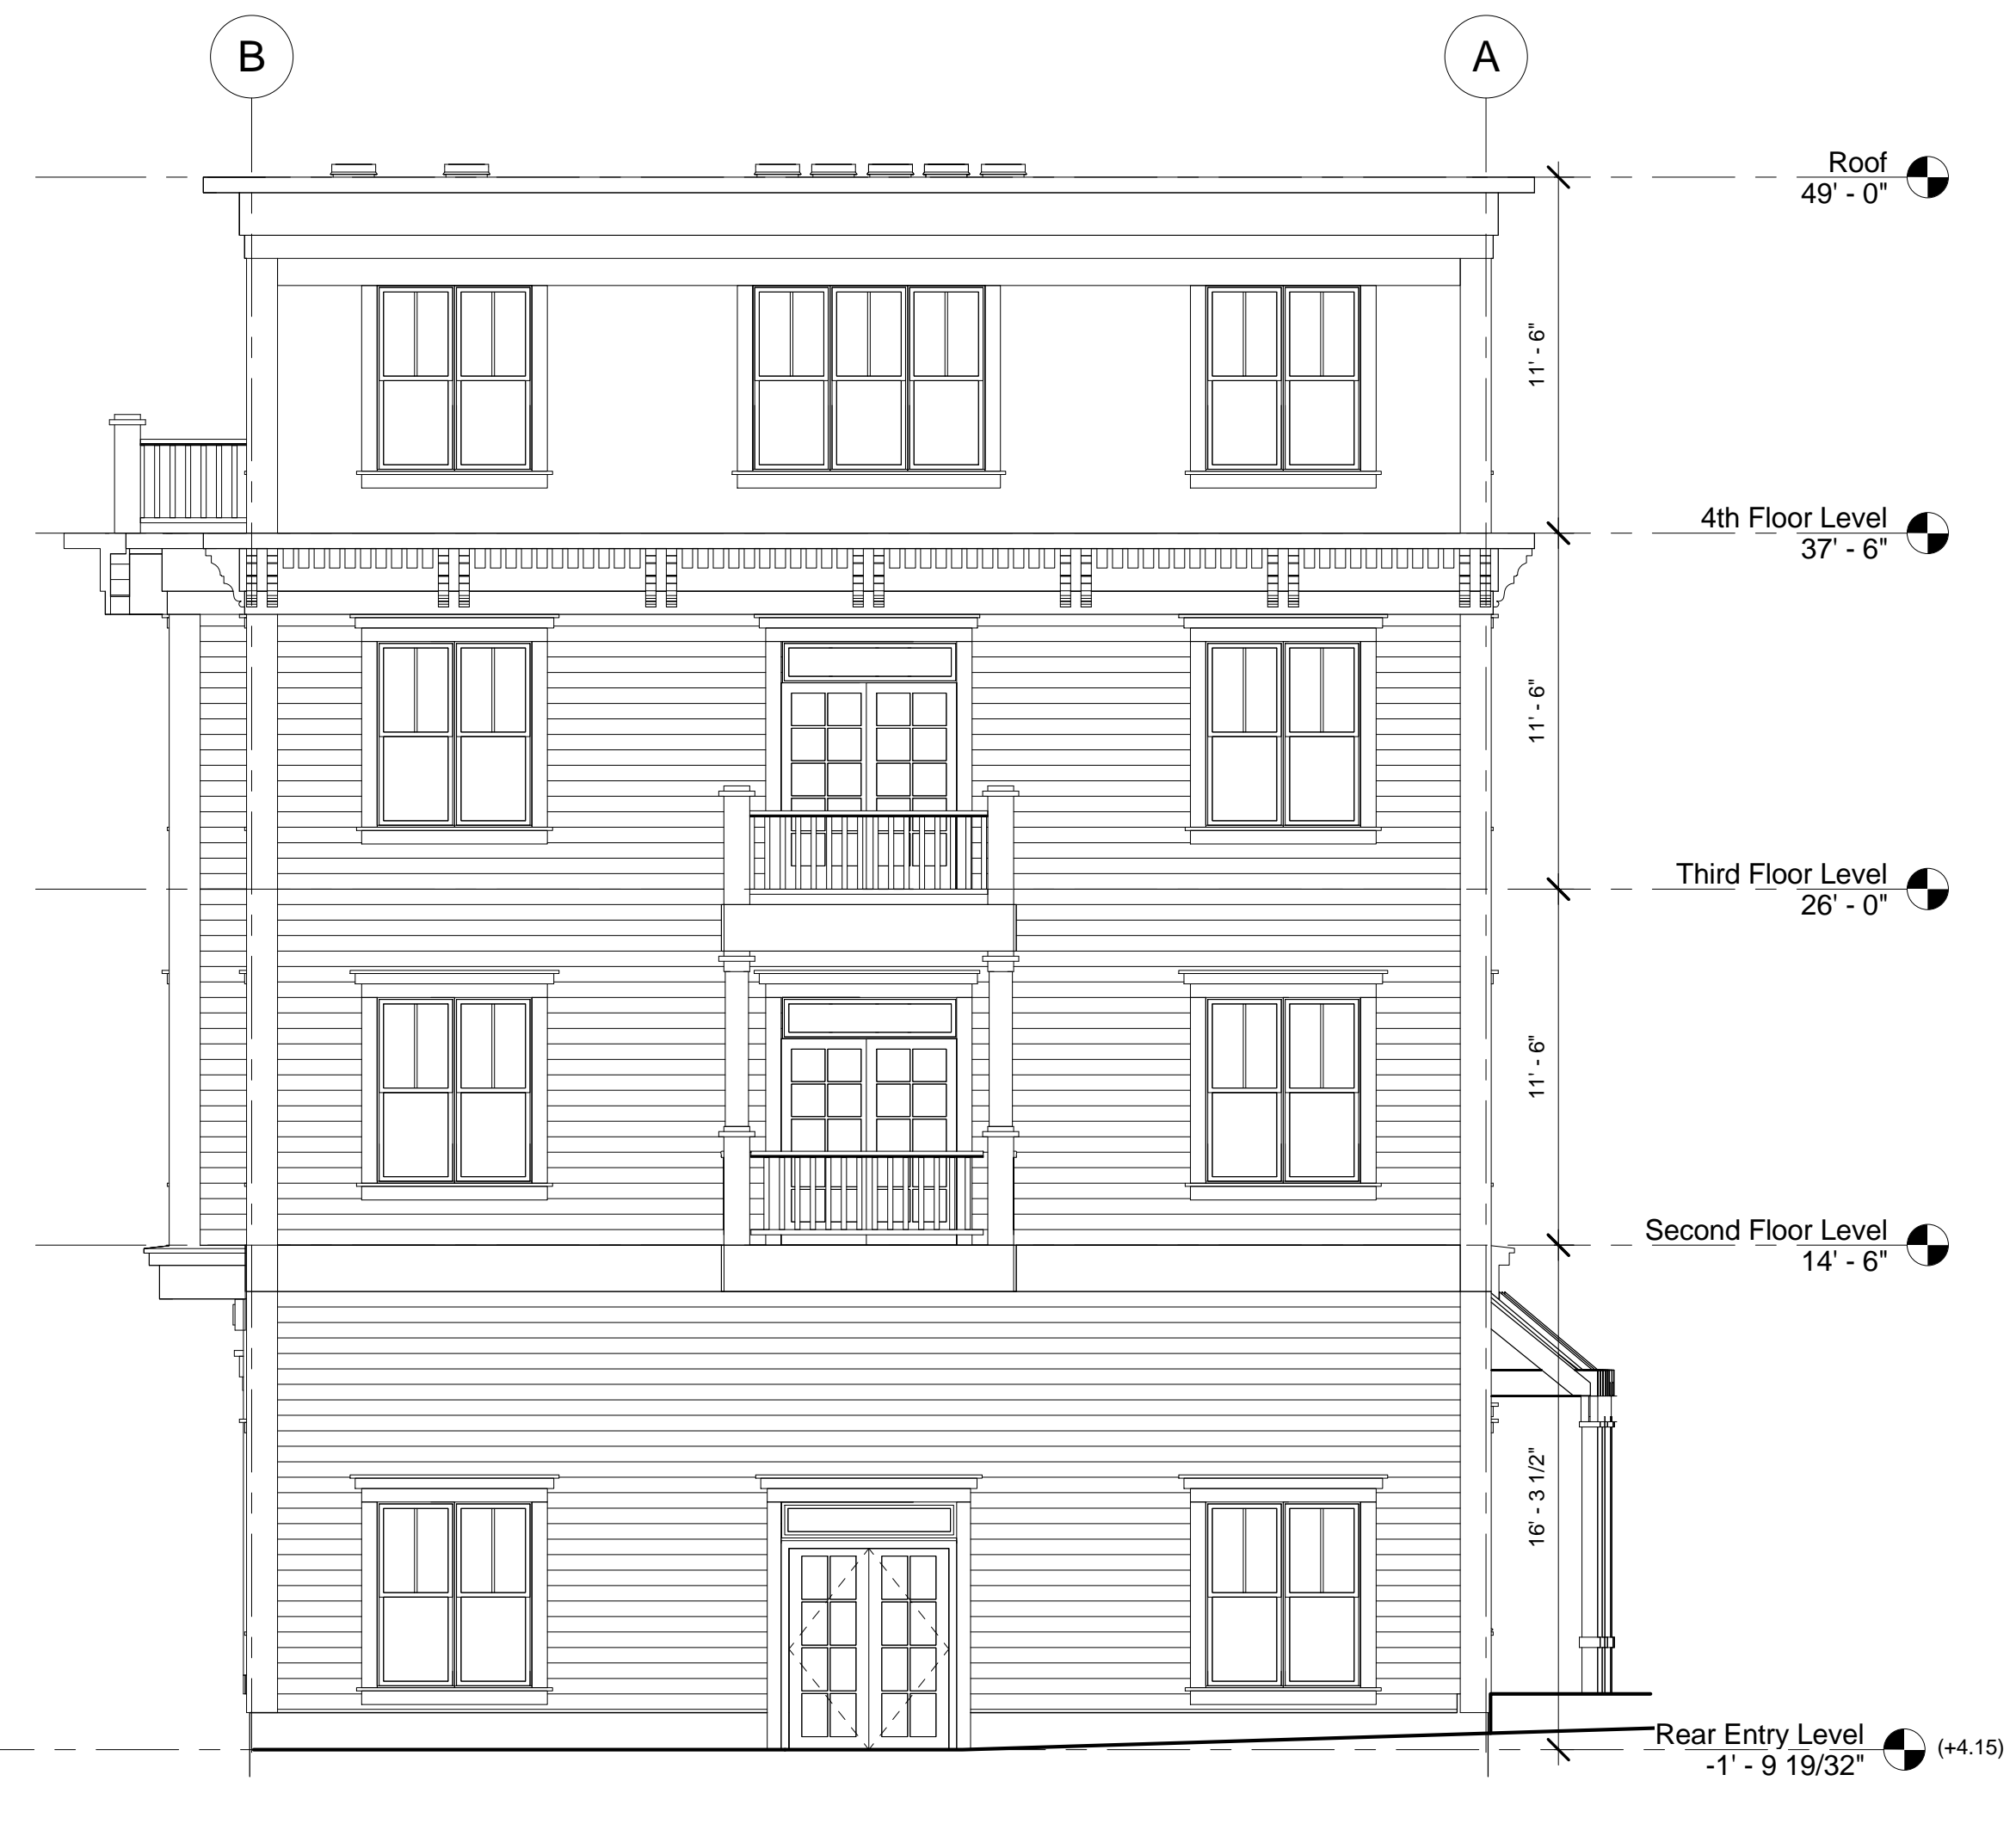 B
A
Roof
49' - 0"
11' - 6"
4th Floor Level
37' - 6"
11' - 6"
Third Floor Level
26' - 0"
11' - 6"
Second Floor Level
14' - 6"
16' - 3 1/2"
Rear Entry Level
-1' - 9 19/32"
(+4.15)